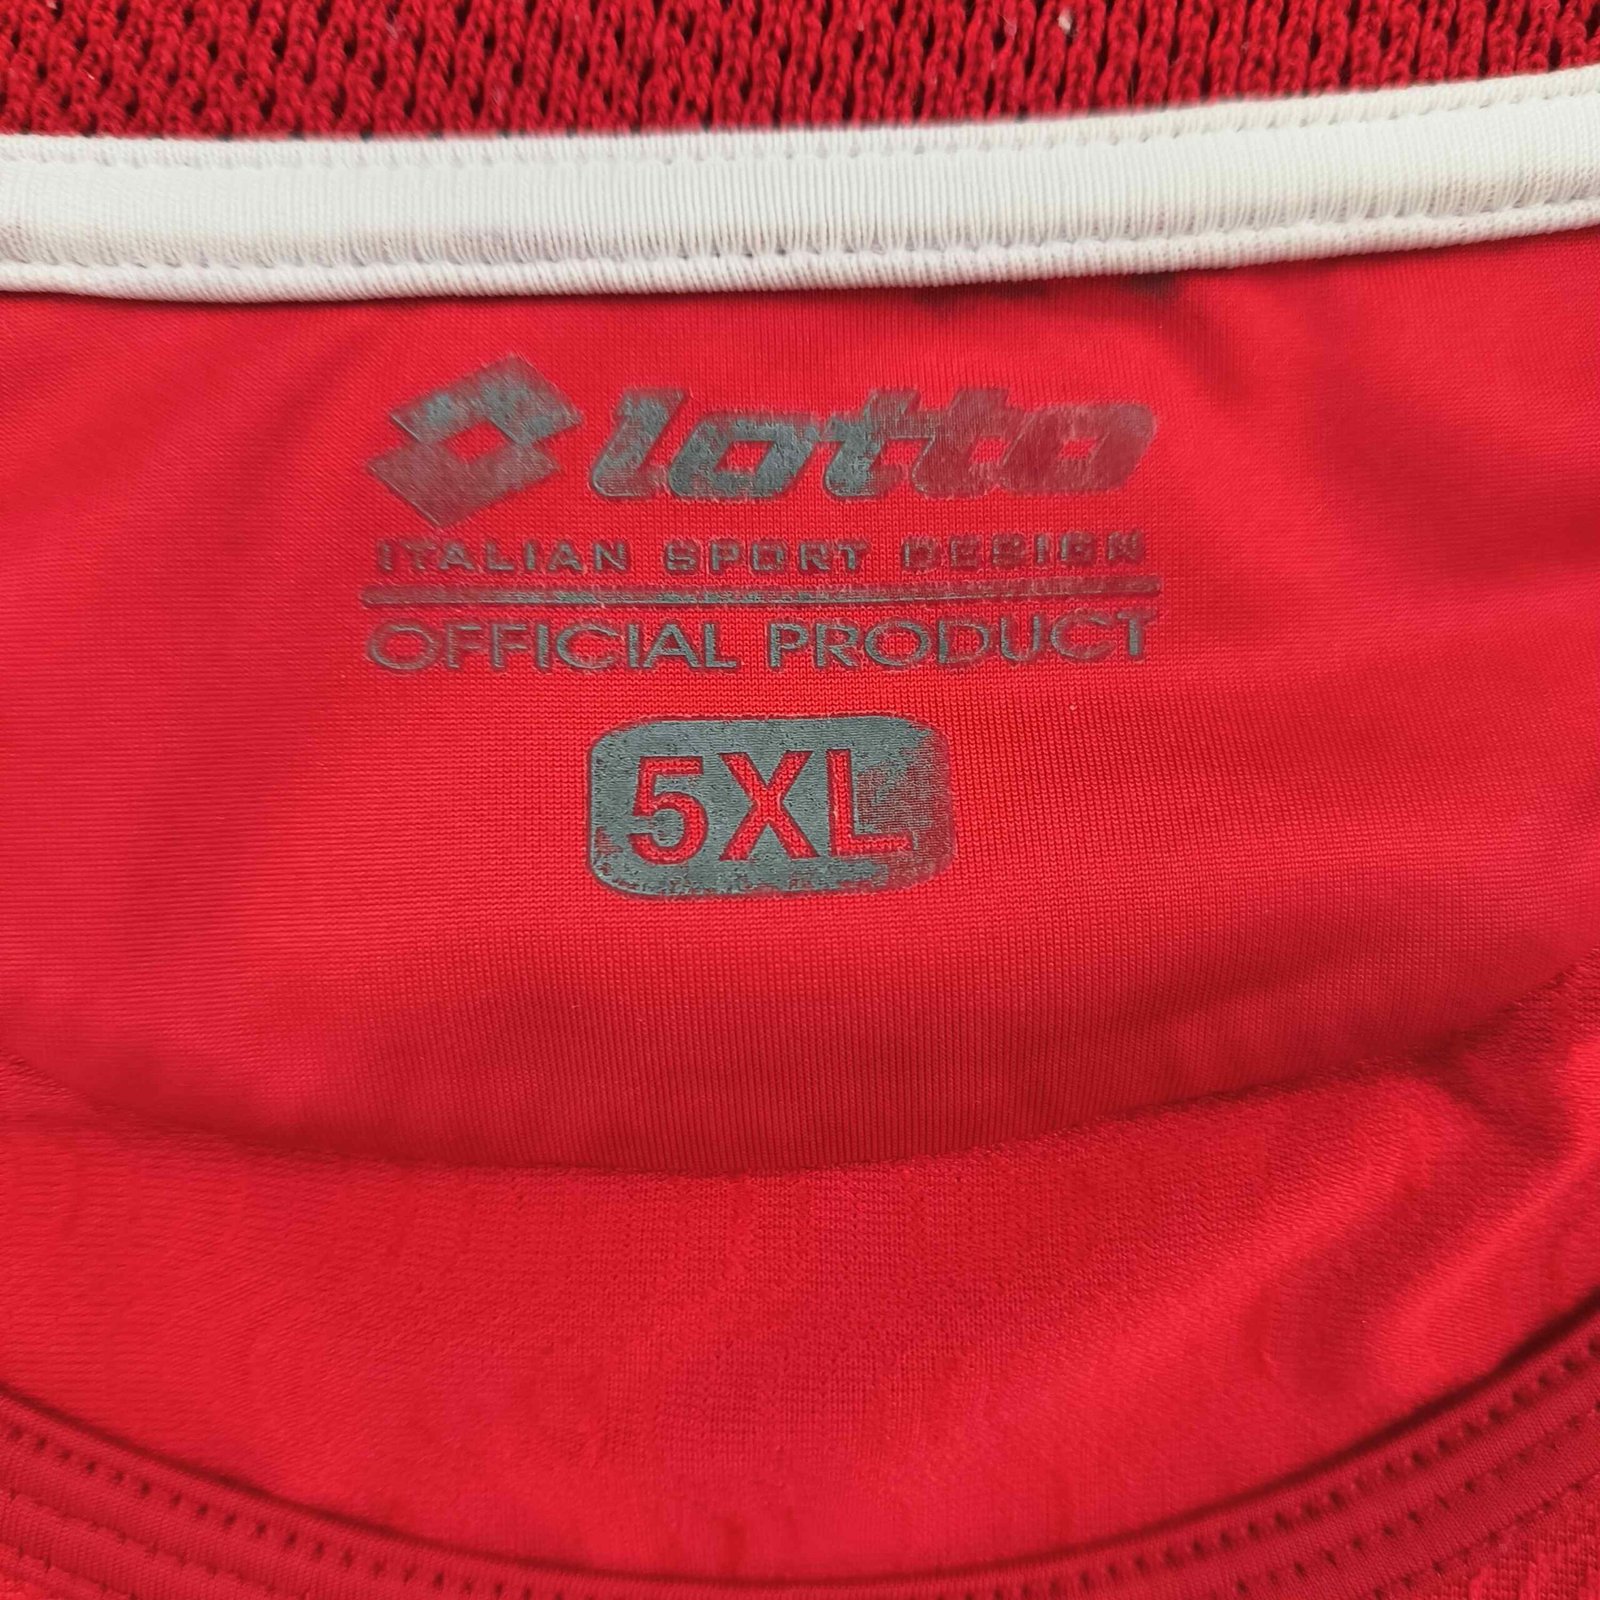 lotto
ITALIAN SPORT DESIGN
OFFICIAL PRODUCT
5XL